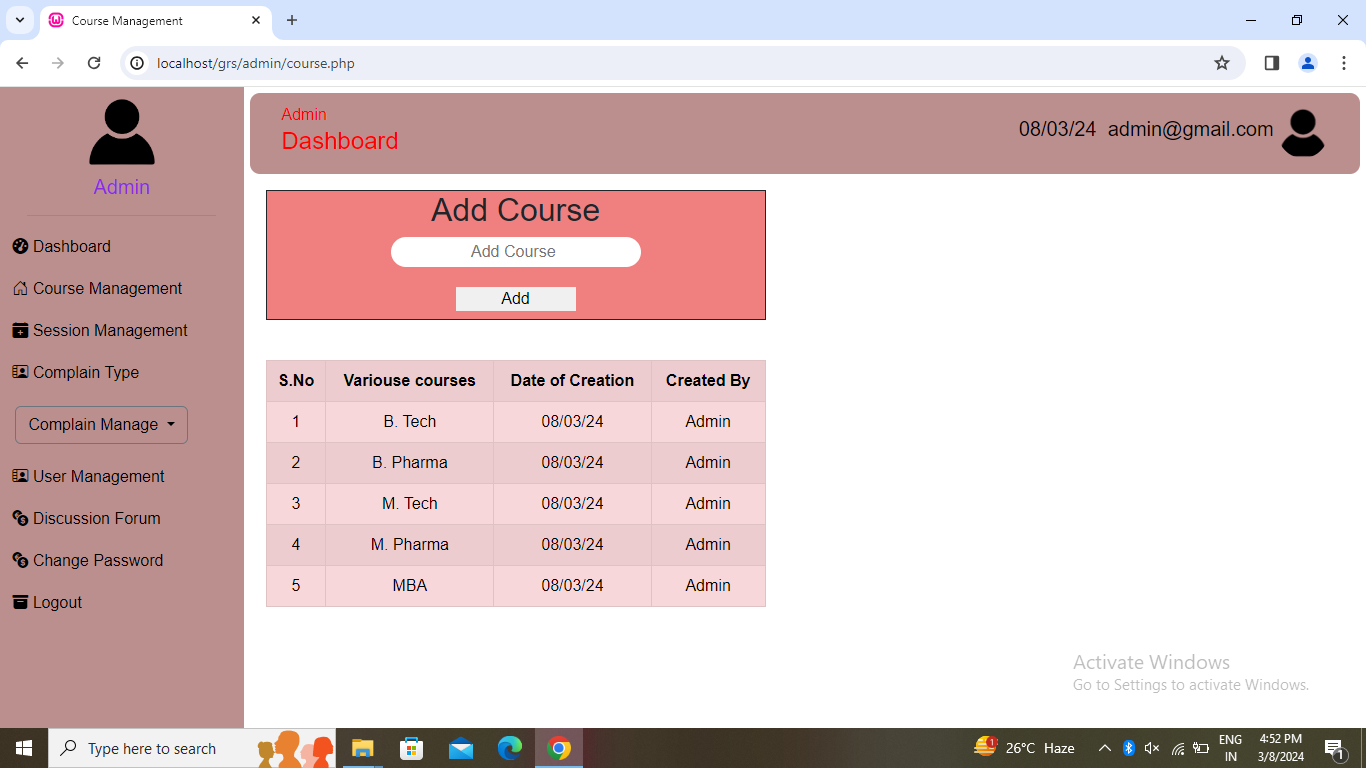 Course Management
localhost/grs/admin/course.php
Admin
Dashboard
Course Management
Session Management
Complain Type
Complain Manage
User Management
Discussion Forum
Change Password
Logout
Admin
Dashboard
08/03/24 admin@gmail.com
Add Course
Add Course
Add
S.No Variouse courses Date of Creation Created By
1 B. Tech 08/03/24 Admin
2 B. Pharma 08/03/24 Admin
3 M. Tech 08/03/24 Admin
4 M. Pharma 08/03/24 Admin
5 MBA 08/03/24 Admin
Activate Windows
Go to Settings to activate Windows.
Type here to search
1
26°C Haze
ENG
IN
4:52 PM
3/8/2024
1